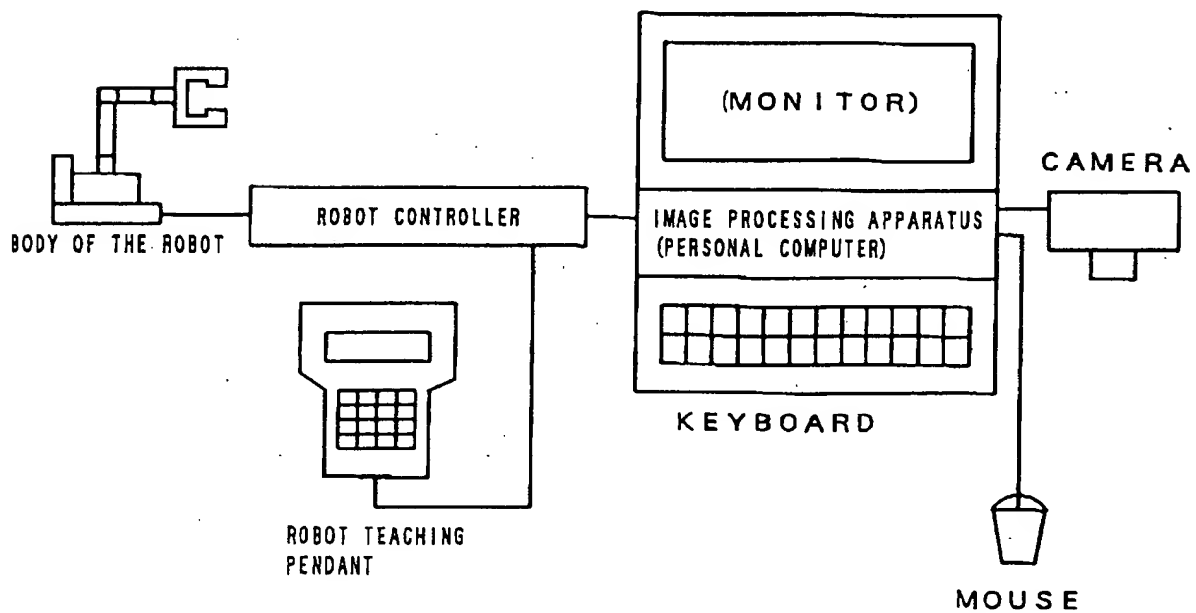 (MONITOR)
CAMERA
ROBOT CONTROLLER
IMAGE PROCESSING APPARATUS
(PERSONAL COMPUTER)
BODY OF THE ROBOT
KEYBOARD
ROBOT TEACHING
PENDANT
MOUSE